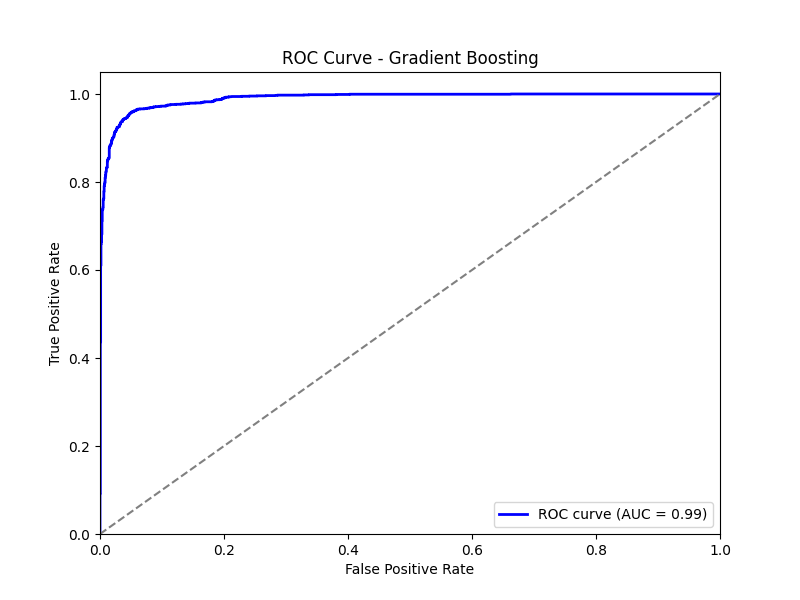 ROC Curve - Gradient Boosting
True Positive Rate
1.0
0.8
0.6
0.4
0.2
0.0
ROC curve (AUC = 0.99)
0.0 0.2 0.4 0.6 0.8 1.0
False Positive Rate